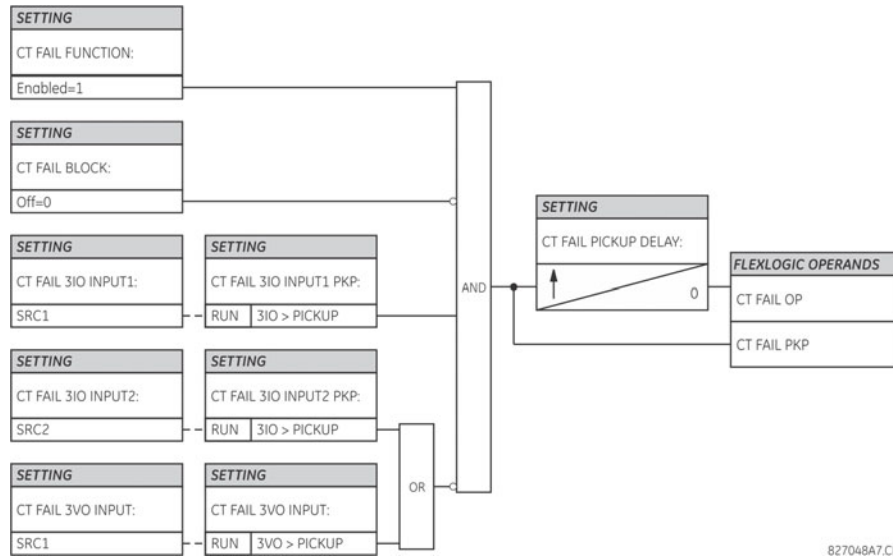 SETTING
CT FAIL FUNCTION:
Enabled=1
SETTING
CT FAIL BLOCK:
Off=0
SETTING
CT FAIL 3IO INPUT1:
SRC1
SETTING
CT FAIL 3IO INPUT1 PKP:
RUN 3IO > PICKUP
SETTING
CT FAIL 3IO INPUT2:
SRC2
SETTING
CT FAIL 3IO INPUT2 PKP:
RUN 3IO > PICKUP
SETTING
CT FAIL 3VO INPUT:
SRC1
SETTING
CT FAIL 3VO INPUT:
RUN 3VO > PICKUP
OR
AND
SETTING
CT FAIL PICKUP DELAY:
0
FLEXLOGIC OPERANDS
CT FAIL OP
CT FAIL PKP